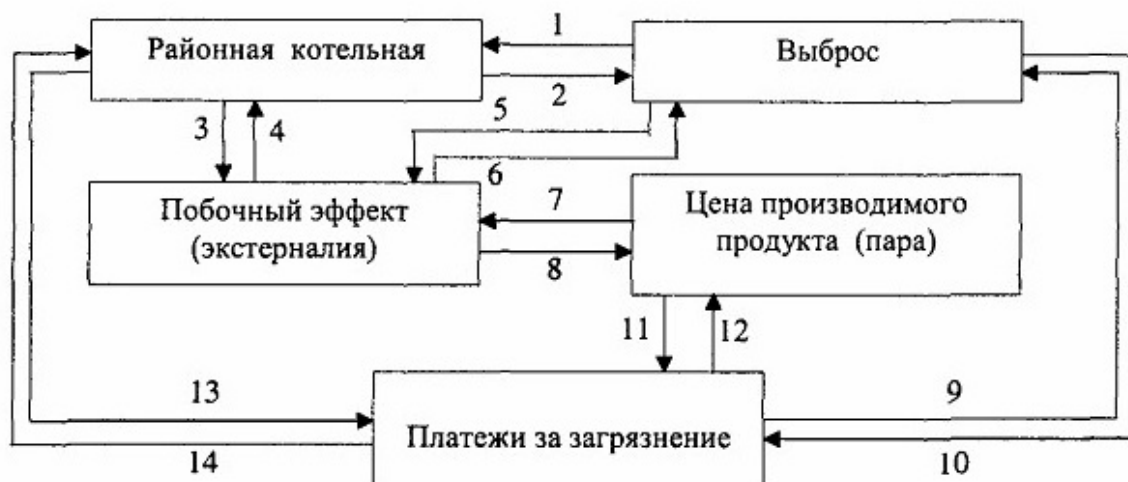 1
Районная котельная
Выброс
2
3
4
5
6
Побочный эффект
(экстерналия)
7
8
Цена производимого
продукта (пара)
11
12
13
9
Платежи за загрязнение
14
10